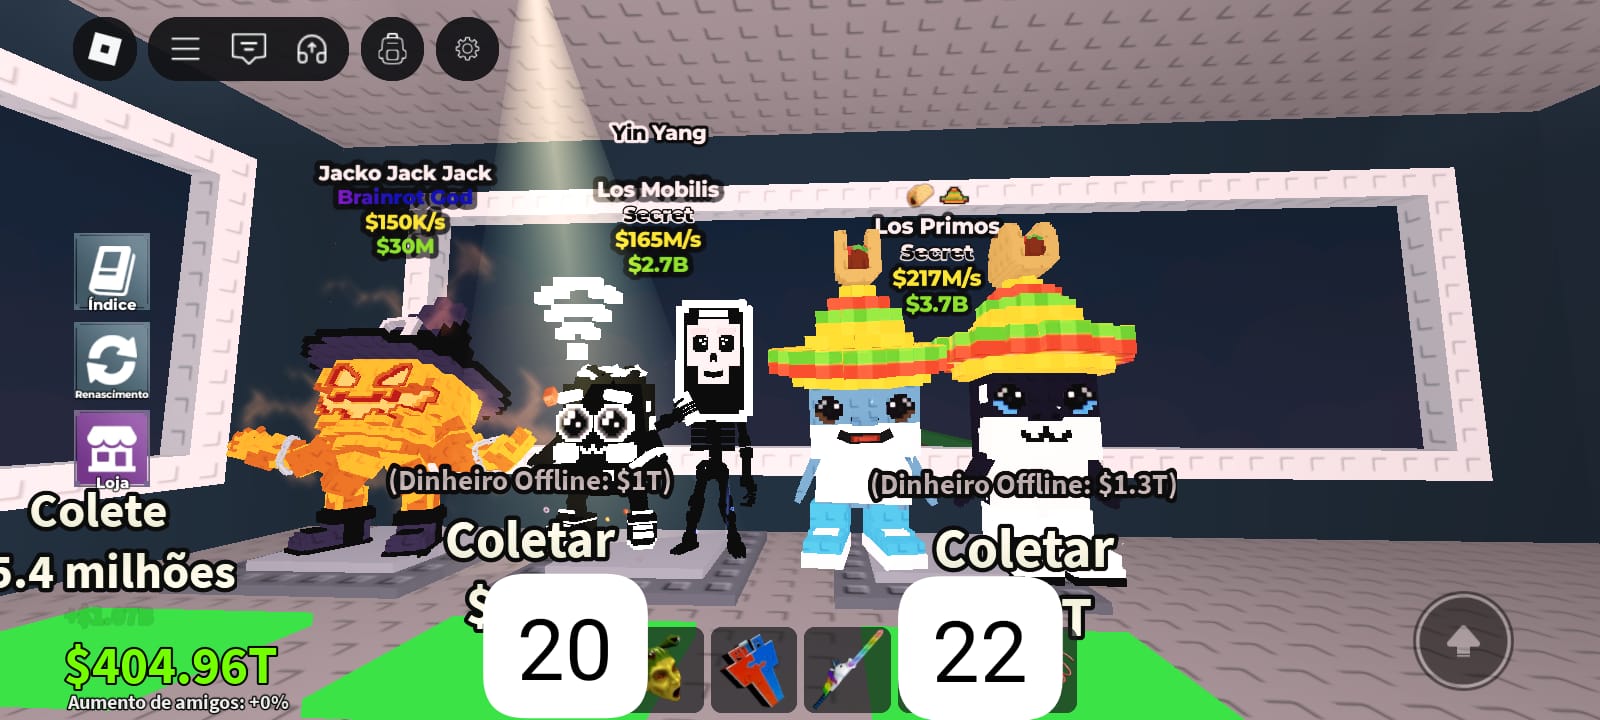 Yin Yang
Jacko Jack Jack
Brainrot God
$150K/s
$30M
Los Mobilis
Secret
$165M/s
$2.7B
Los Primos
Secret
$217M/s
$3.7B
Índice
Renascimento
Loja
Colete
5.4 milhões
(Dinheiro Offline: $1T)
Coletar
$
20
(Dinheiro Offline: $1.3T)
Coletar
T
22
$404.96T
Aumento de amigos: +0%